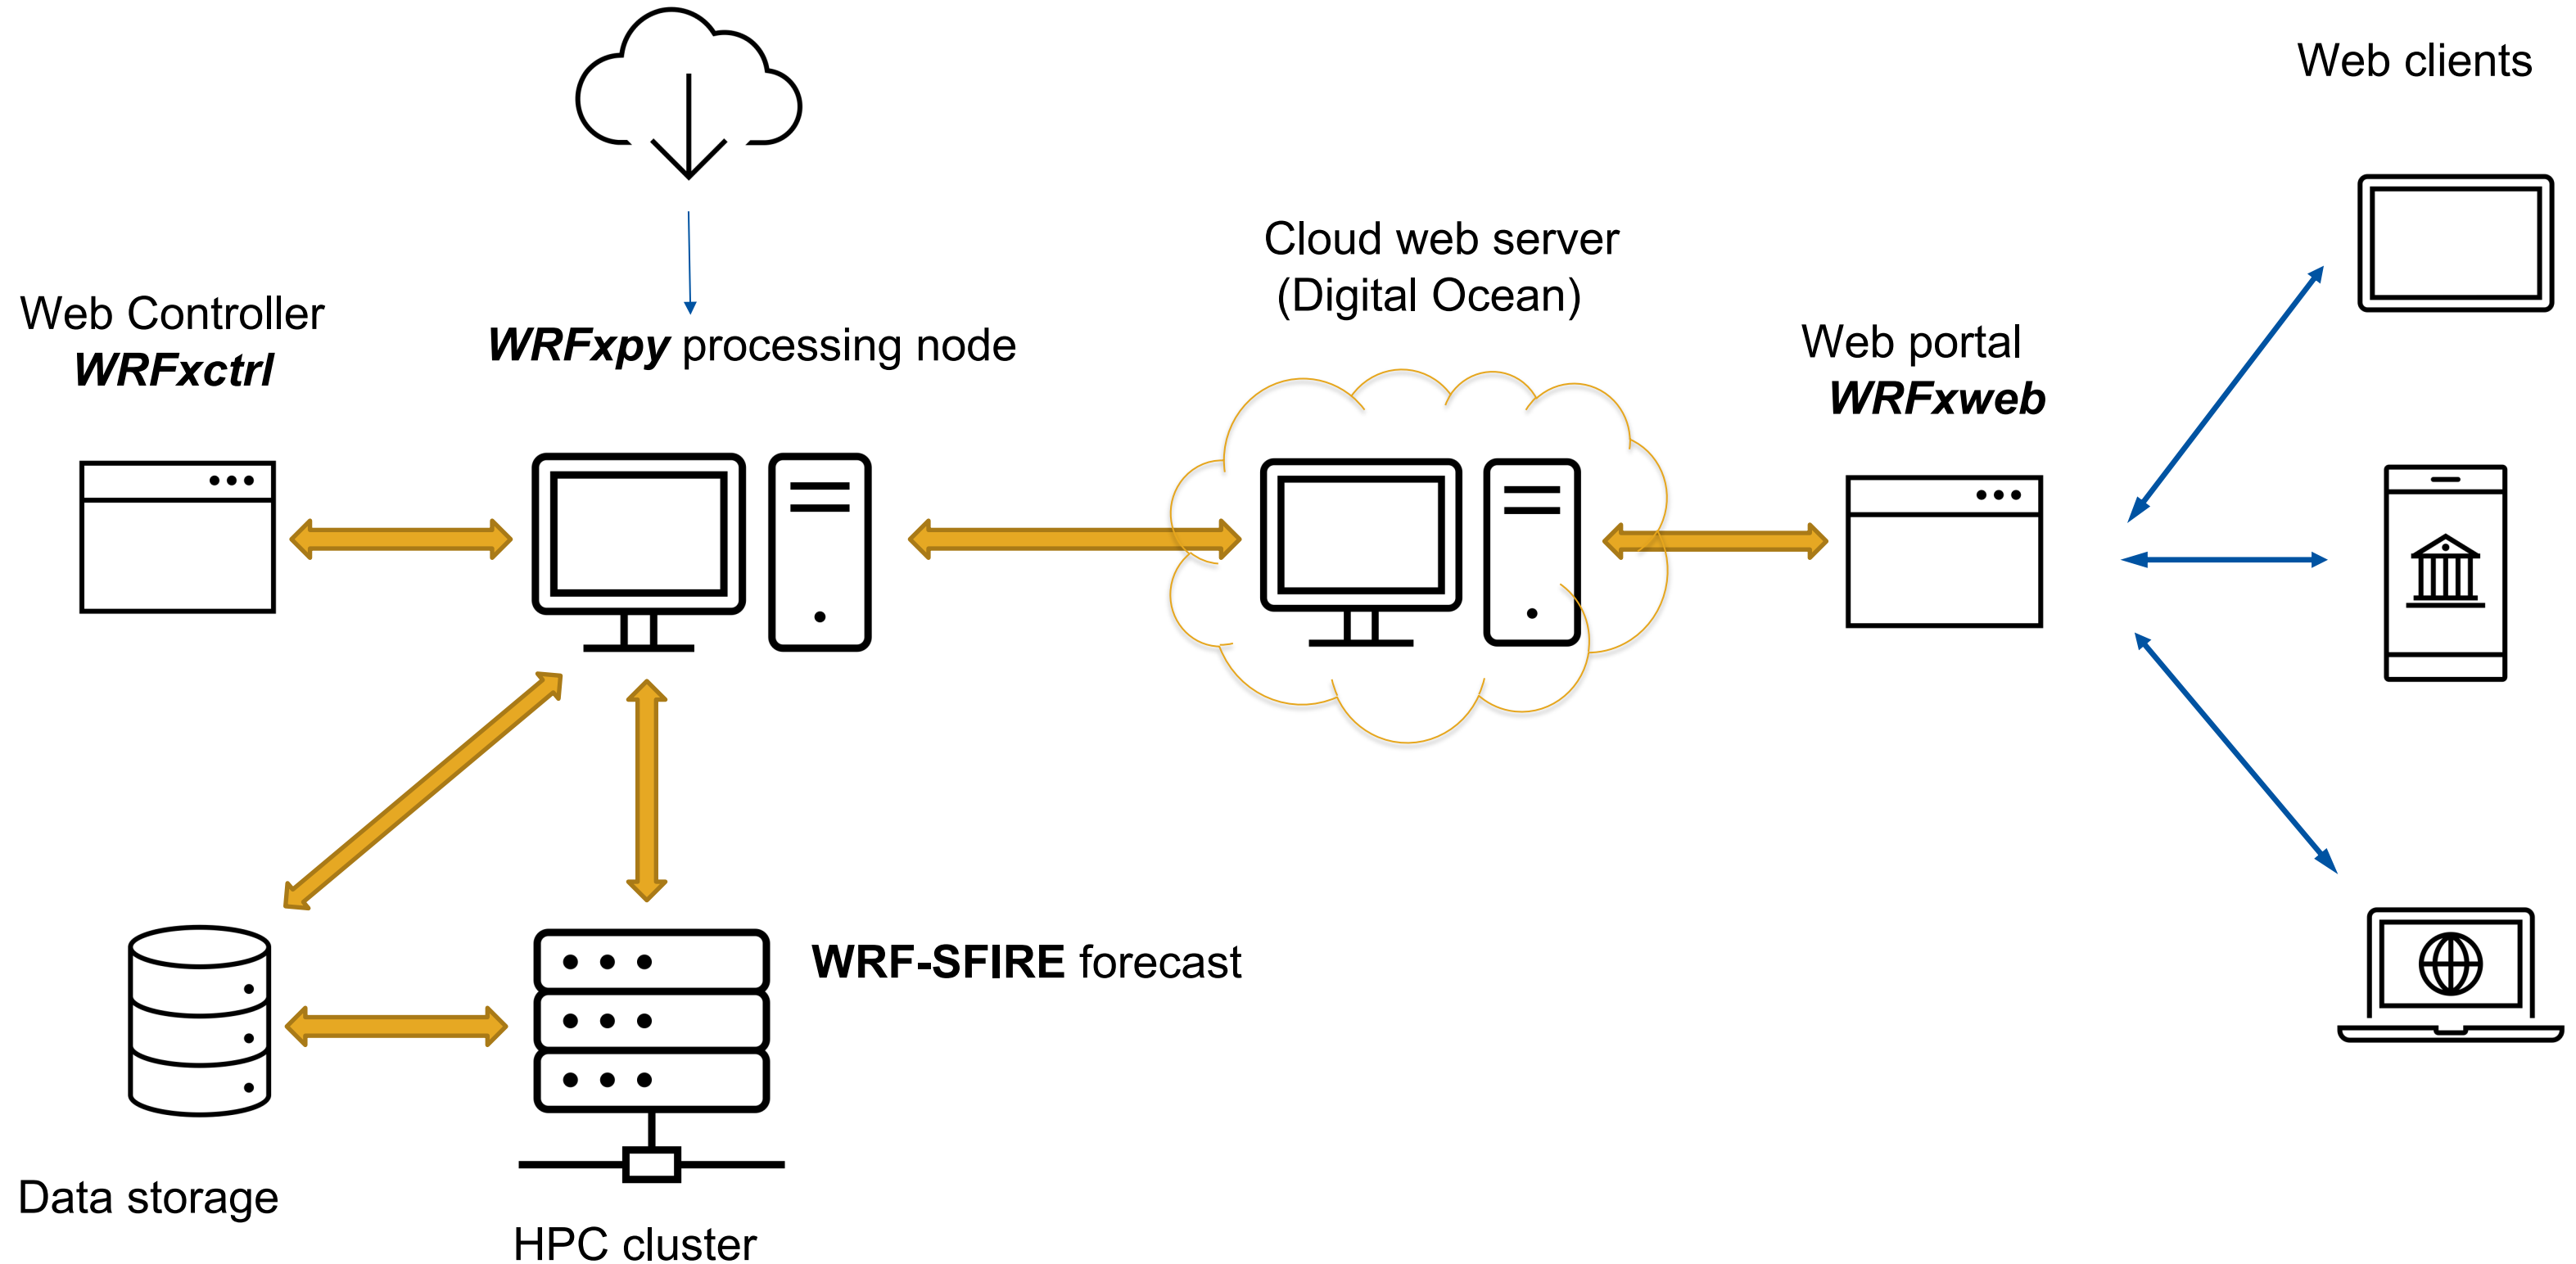 Web clients
Cloud web server
(Digital Ocean)
Web Controller
WRFxctrl
WRFxpy processing node
Web portal
WRFxweb
WRF-SFIRE forecast
Data storage
HPC cluster